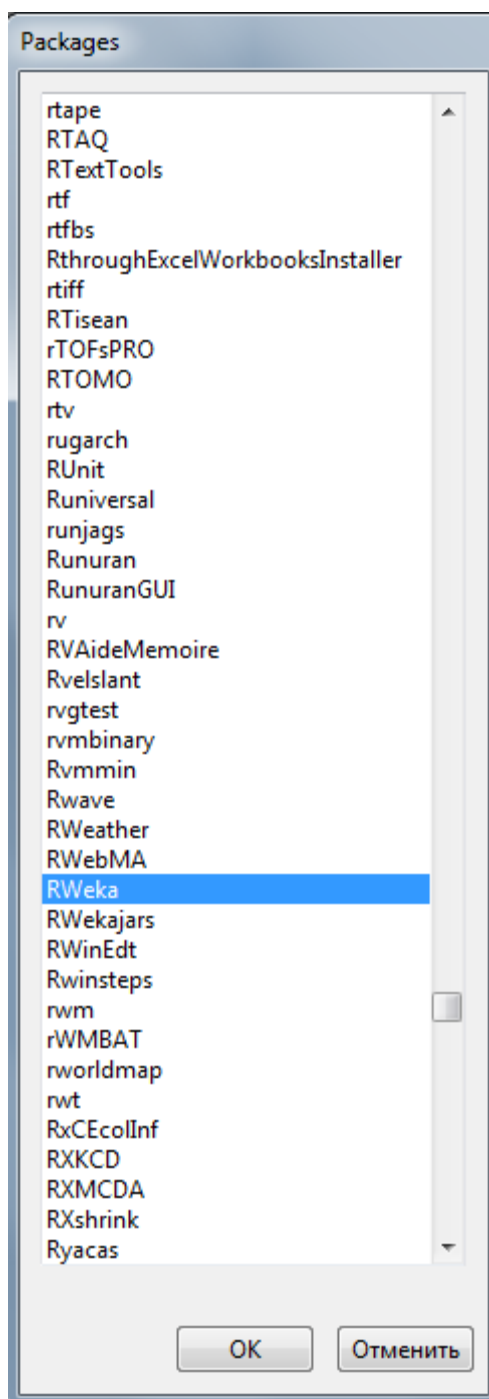 Packages
rtape
RTAQ
RTextTools
rtf
rtfbs
RthroughExcelWorkbooksInstaller
rtiff
RTisean
rTOFsPRO
RTOMO
rtv
rugarch
RUnit
Runiversal
runjags
Runuran
RunuranGUI
rv
RVAideMemoire
Rvelslant
rvgtest
rvmbinary
Rvmmin
Rwave
RWeather
RWebMA
RWeka
RWekajars
RWinEdt
Rwinsteps
rwm
rWMBAT
rworldmap
rwt
RxCEcolInf
RXKCD
RXMCDA
RXshrink
Ryacas
OK Отменить